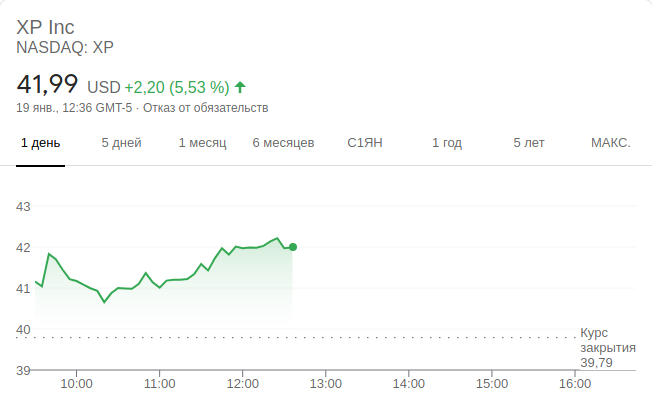 XP Inc
NASDAQ: XP
41,99 USD +2,20 (5,53 %)
19 янв., 12:36 GMT-5 · Отказ от обязательств
1 день 5 дней 1 месяц 6 месяцев С1ЯН 1 год 5 лет МАКС.
43
42
41
40
Курс
закрытия
39,79
39
10:00 11:00 12:00 13:00 14:00 15:00 16:00